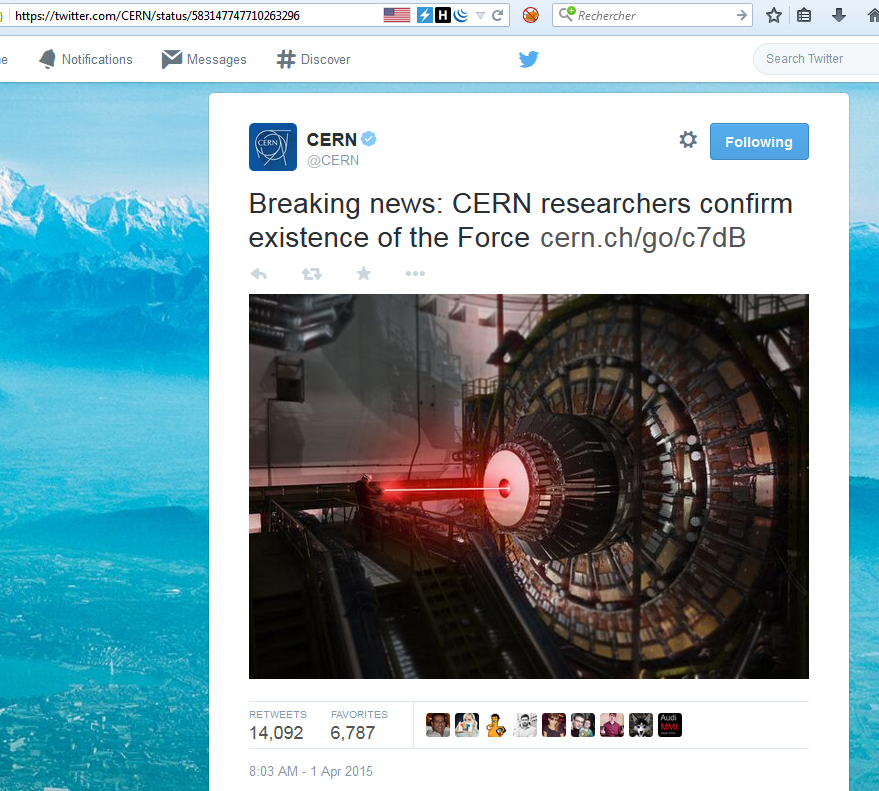 https://twitter.com/CERN/status/583147747710263296
H
Rechercher
Notifications
Messages
Discover
Search Twitter
CERN
CERN
@CERN
Following
Breaking news: CERN researchers confirm
existence of the Force cern.ch/go/c7dB
RETWEETS
14,092
FAVORITES
6,787
Audi
MMI
8:03 AM - 1 Apr 2015